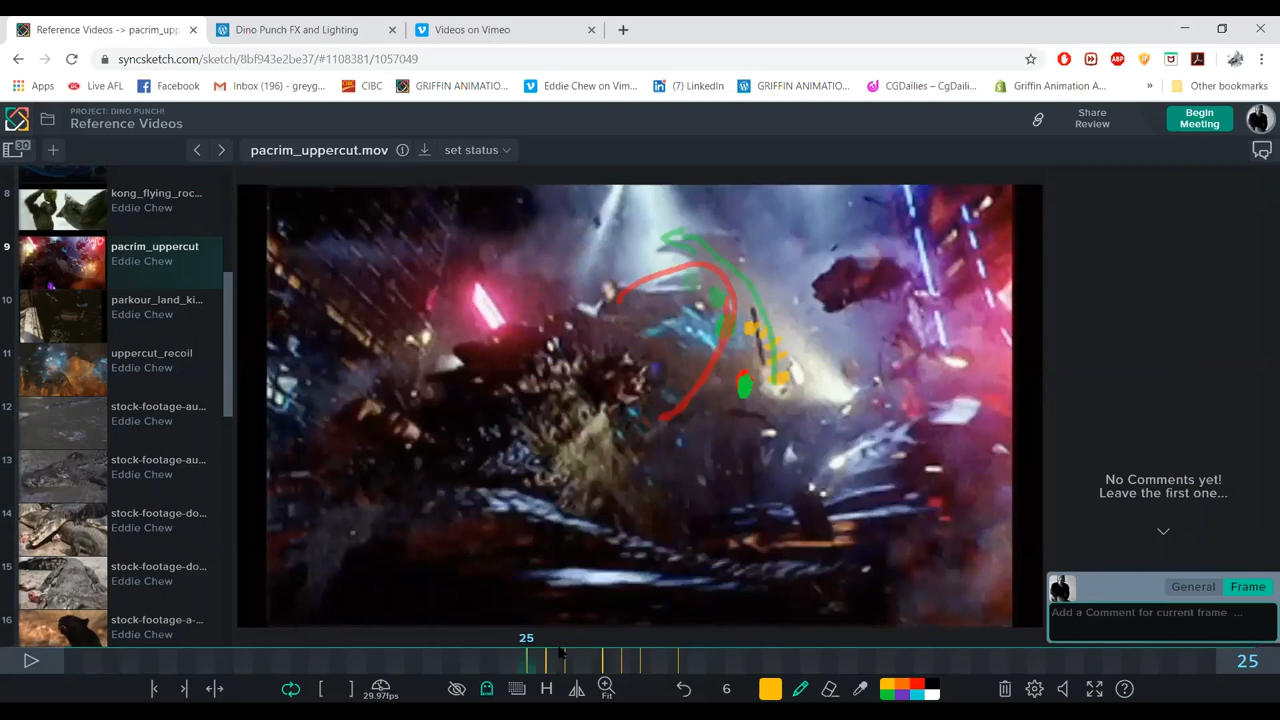 Reference Videos -> pacrim_upp
Dino Punch FX and Lighting
Videos on Vimeo
syncsketch.com/sketch/8bf943e2be37/#1108381/1057049
ABP
Apps
Live AFL
Facebook
Inbox (196) - greyg...
CIBC
GRIFFIN ANIMATIO...
Eddie Chew on Vim...
(7) LinkedIn
GRIFFIN ANIMATIO...
CGDailies – CgDaili...
Griffin Animation A...
»
Other bookmarks
PROJECT: DINO PUNCH!
Reference Videos
Share Review
Begin Meeting
30
pacrim_uppercut.mov
set status
8
kong_flying_roc...
Eddie Chew
9
pacrim_uppercut
Eddie Chew
10
parkour_land_ki...
Eddie Chew
11
uppercut_recoil
Eddie Chew
12
stock-footage-au...
Eddie Chew
13
stock-footage-au...
Eddie Chew
14
stock-footage-do...
Eddie Chew
15
stock-footage-do...
Eddie Chew
16
stock-footage-a-...
Eddie Chew
No Comments yet!
Leave the first one...
General
Frame
Add a Comment for current frame ...
25
25
29.97fps
[
]
H
Fit
6